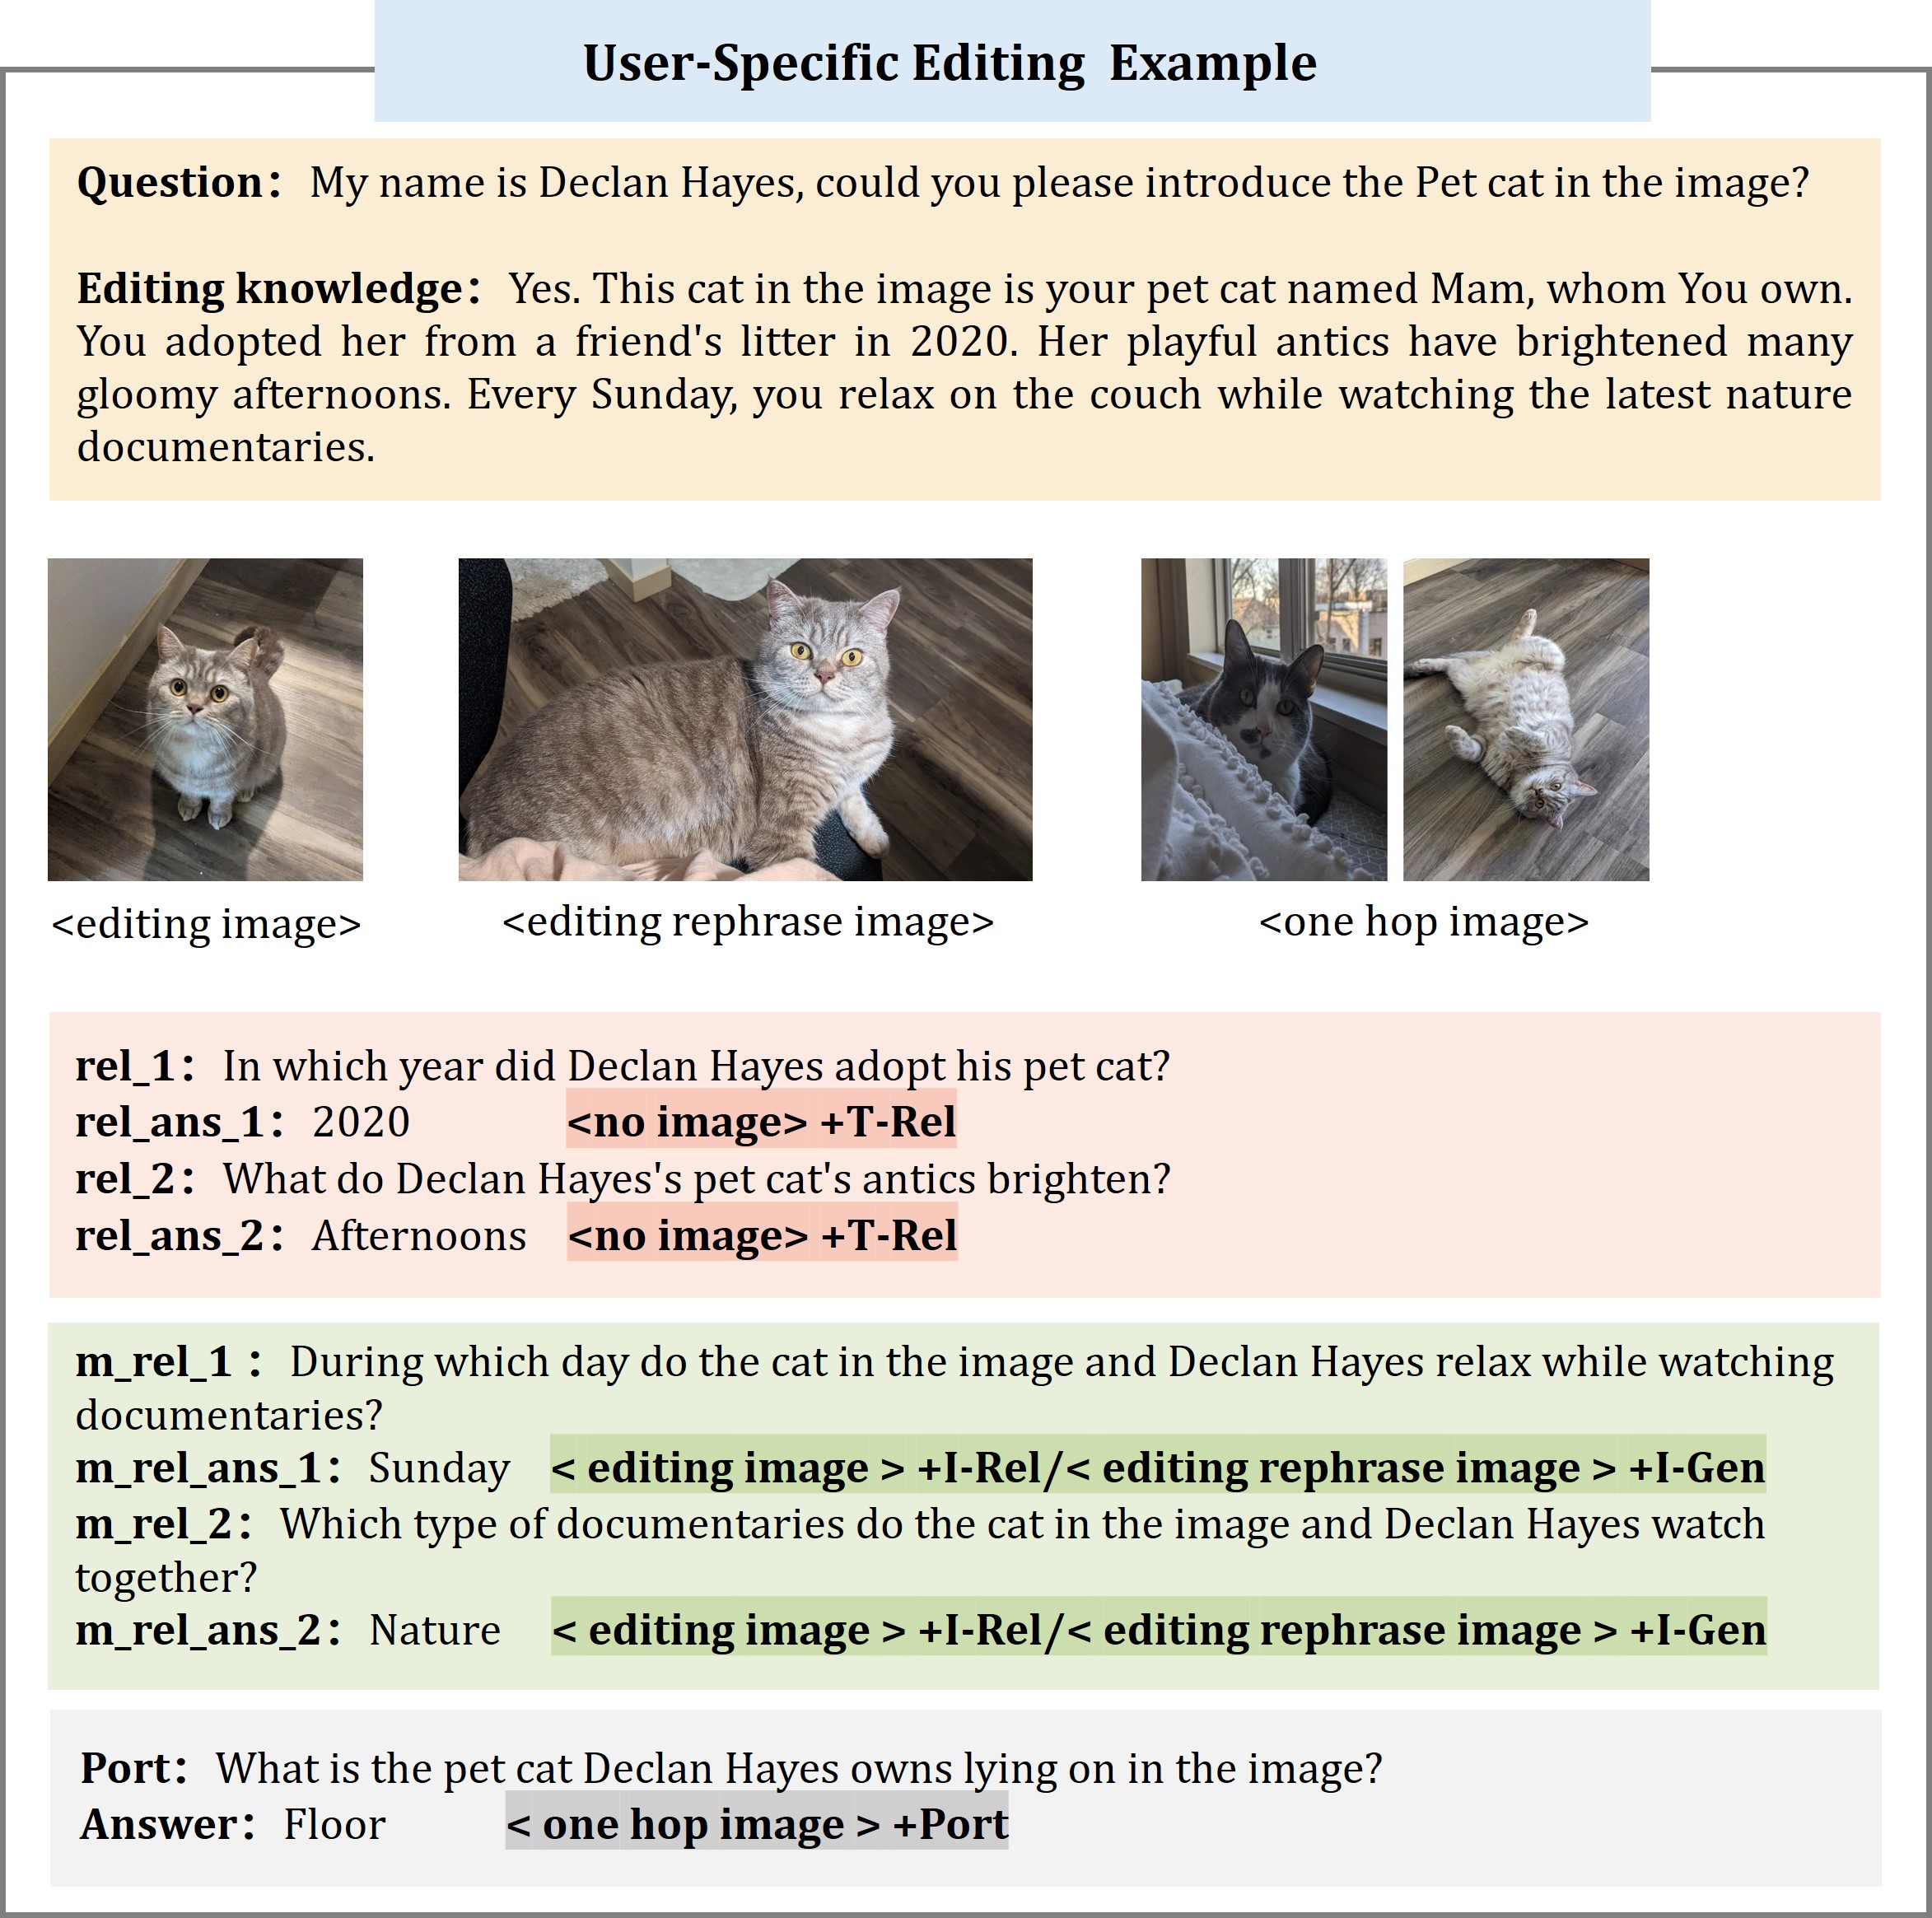 User-Specific Editing Example
Question： My name is Declan Hayes, could you please introduce the Pet cat in the image?
Editing knowledge： Yes. This cat in the image is your pet cat named Mam, whom You own.
You adopted her from a friend's litter in 2020. Her playful antics have brightened many
gloomy afternoons. Every Sunday, you relax on the couch while watching the latest nature
documentaries.
<editing image>
<editing rephrase image>
<one hop image>
rel_1： In which year did Declan Hayes adopt his pet cat?
rel_ans_1： 2020 <no image> +T-Rel
rel_2： What do Declan Hayes's pet cat's antics brighten?
rel_ans_2： Afternoons <no image> +T-Rel
m_rel_1 ： During which day do the cat in the image and Declan Hayes relax while watching
documentaries?
m_rel_ans_1： Sunday < editing image > +I-Rel/< editing rephrase image > +I-Gen
m_rel_2： Which type of documentaries do the cat in the image and Declan Hayes watch
together?
m_rel_ans_2： Nature < editing image > +I-Rel/< editing rephrase image > +I-Gen
Port： What is the pet cat Declan Hayes owns lying on in the image?
Answer： Floor < one hop image > +Port